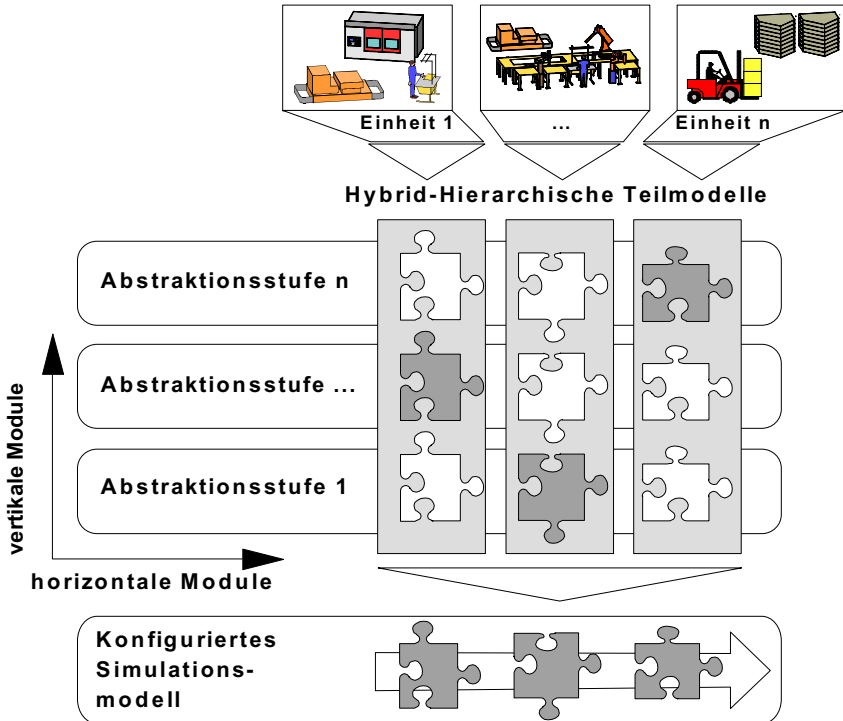 Einheit 1
...
Einheit n
Hybrid-Hierarchische Teilmodelle
Abstraktionsstufe n
Abstraktionsstufe ...
Abstraktionsstufe 1
vertikale Module
horizontale Module
Konfiguriertes
Simulations-
modell